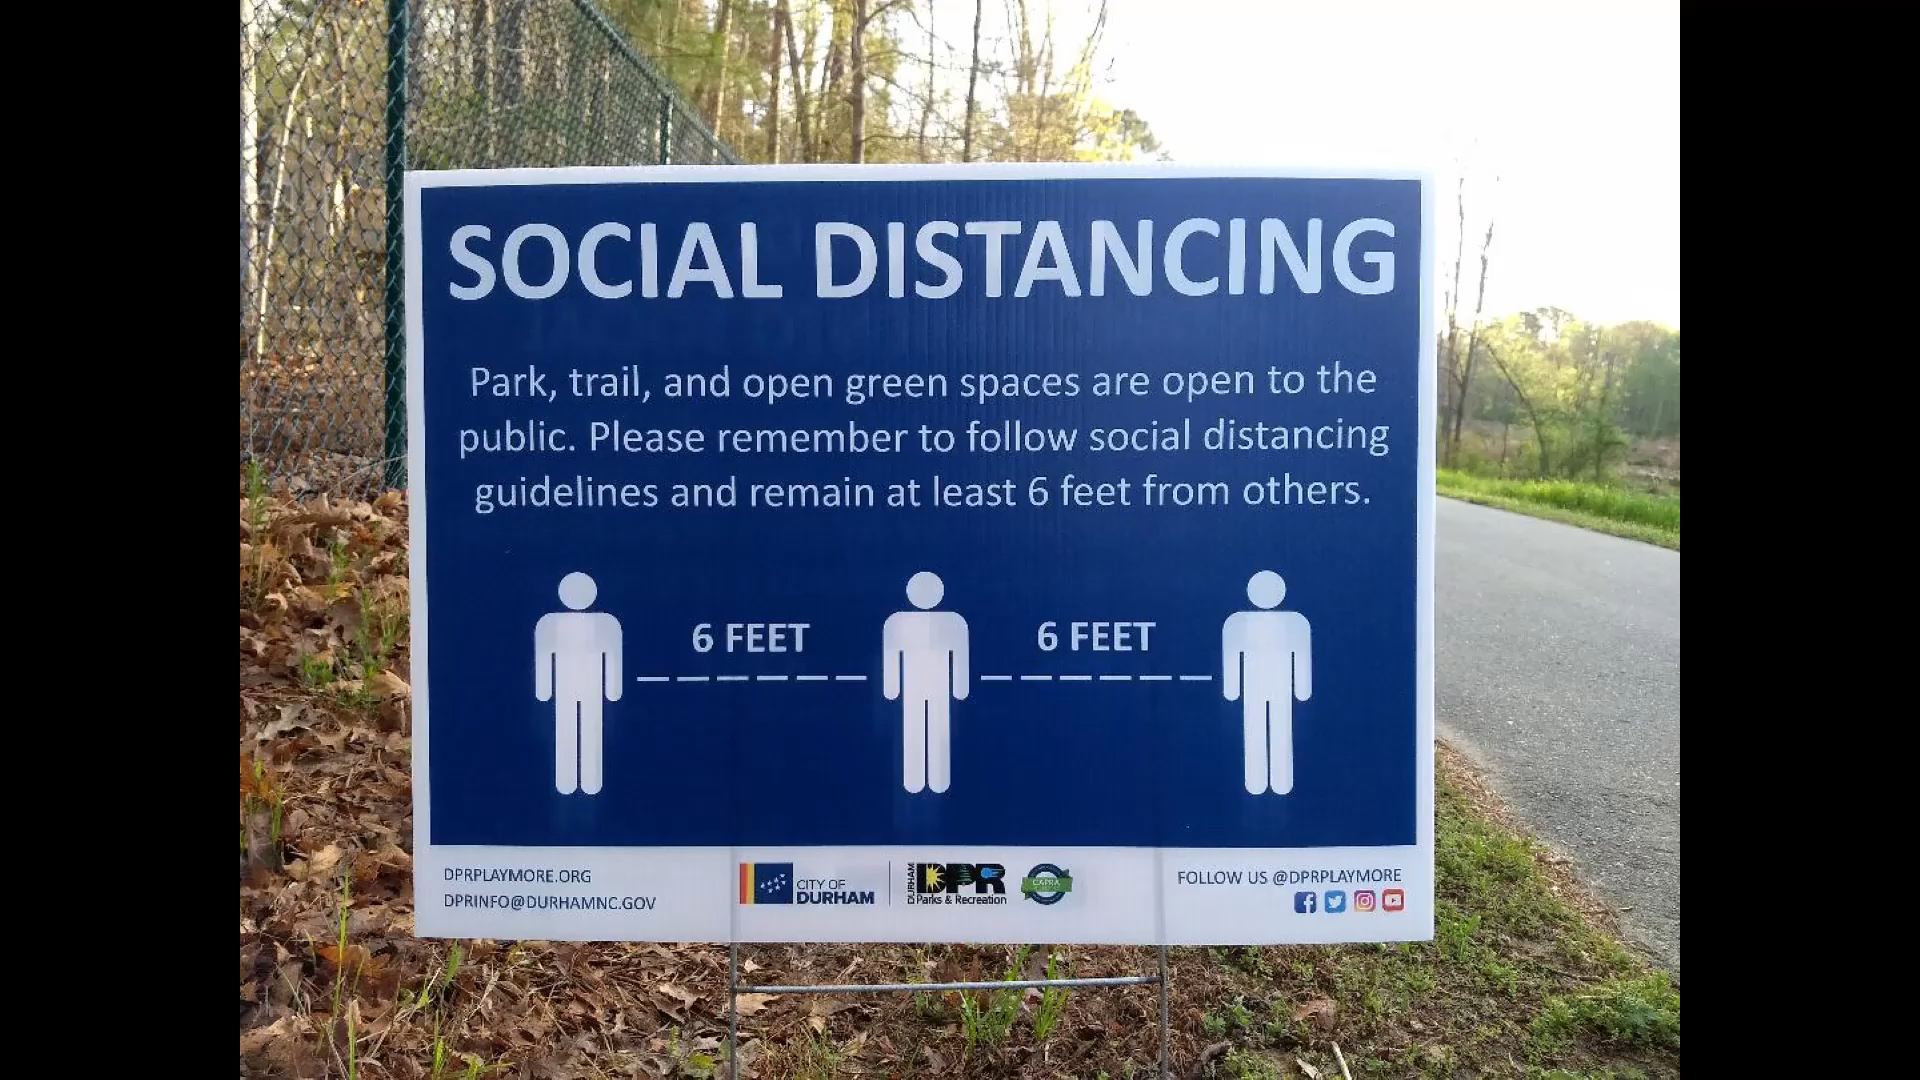 SOCIAL DISTANCING
Park, trail, and open green spaces are open to the
public. Please remember to follow social distancing
guidelines and remain at least 6 feet from others.
6 FEET
6 FEET
DPRPLAYMORE.ORG
DPRINFO@DURHAMNC.GOV
CITY OF
DURHAM
DURHAM
DPR
Parks & Recreation
CAPRA
FOLLOW US @DPRPLAYMORE